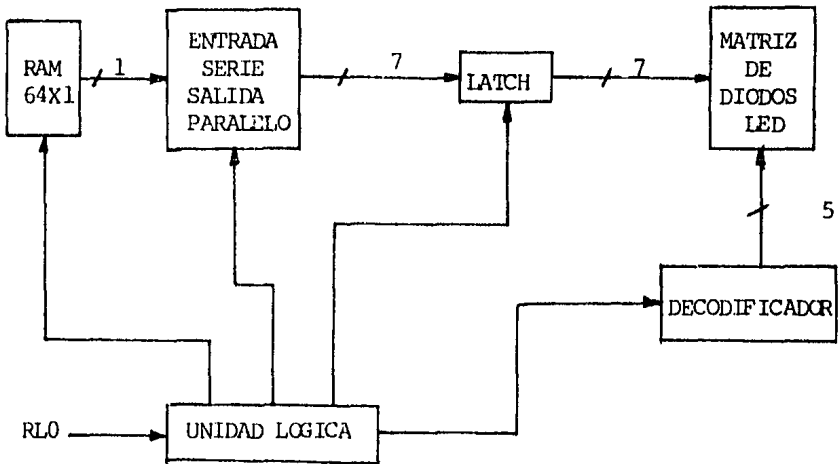 RAM
64X1
1
ENTRADA
SERIE
SALIDA
PARALELO
7
LATCH
7
MATRIZ
DE
DIODOS
LED
5
DECODIFICADOR
RLO
UNIDAD LOGICA